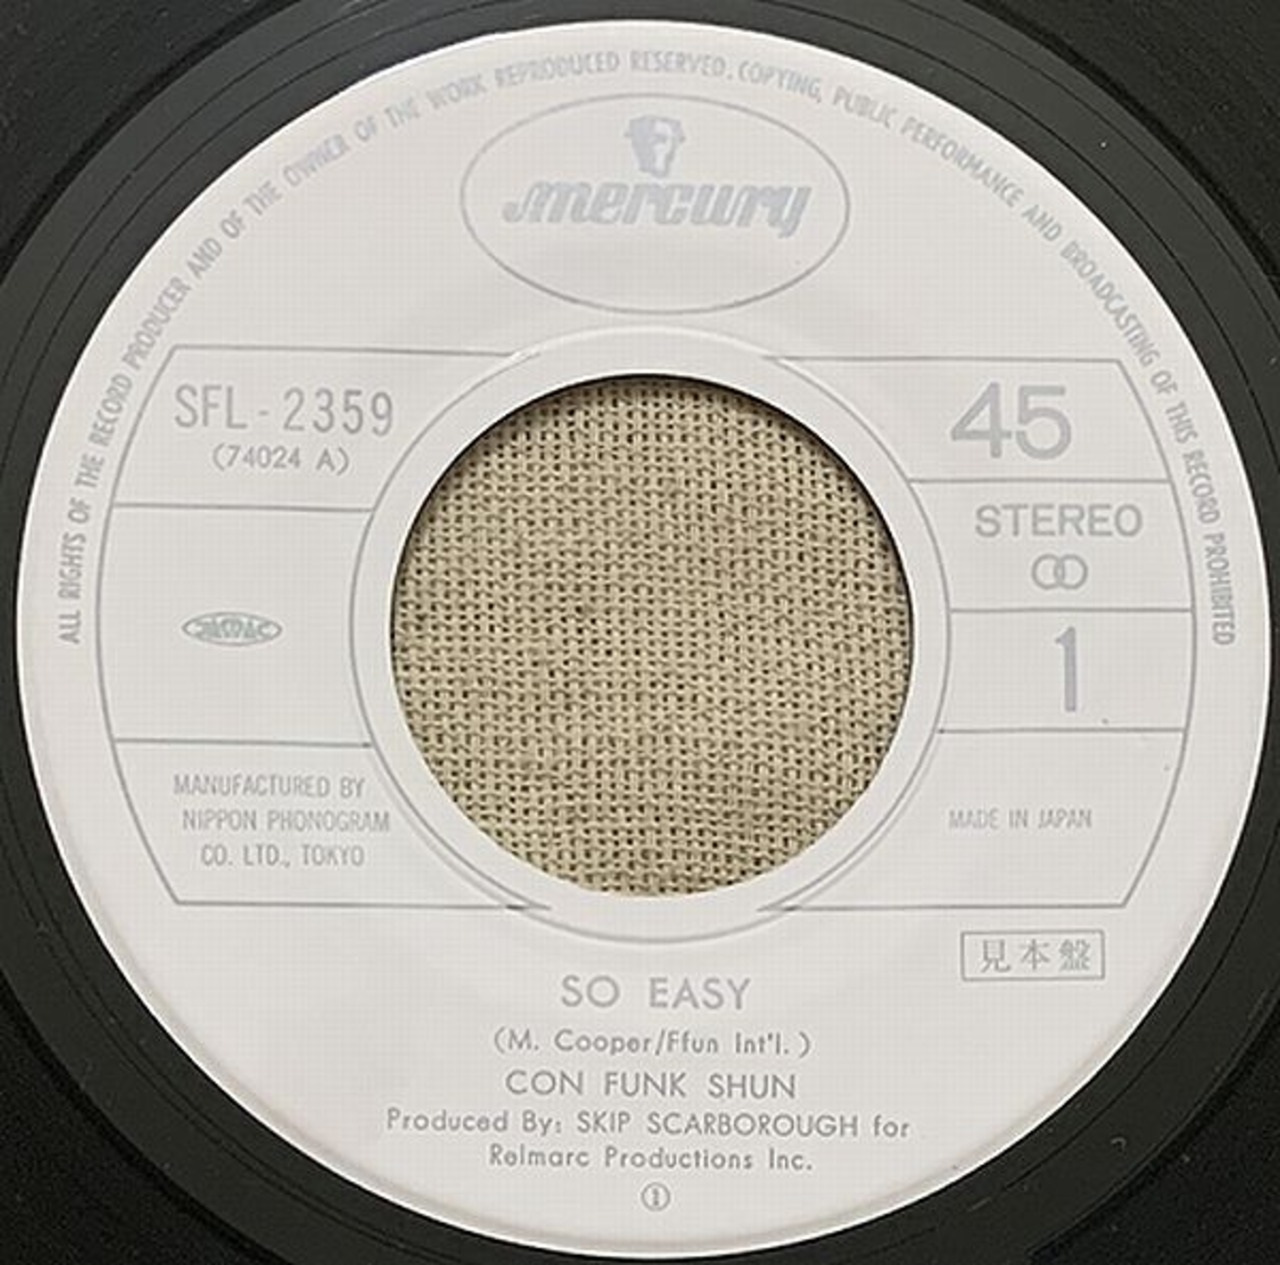 ALL RIGHTS OF THE RECORD PRODUCER AND OF THE OWNER OF THE WORK REPRODUCED RESERVED. COPYING, PUBLIC PERFORMANCE AND BROADCASTING OF THIS RECORD PROHIBITED
mercury
SFL-2359
(74024 A)
45
STEREO
1
JASRAC
MANUFACTURED BY
NIPPON PHONOGRAM
CO. LTD., TOKYO
MADE IN JAPAN
見本盤
SO EASY
(M. Cooper/Ffun Int'l. )
CON FUNK SHUN
Produced By: SKIP SCARBOROUGH for
Relmarc Productions Inc.
①